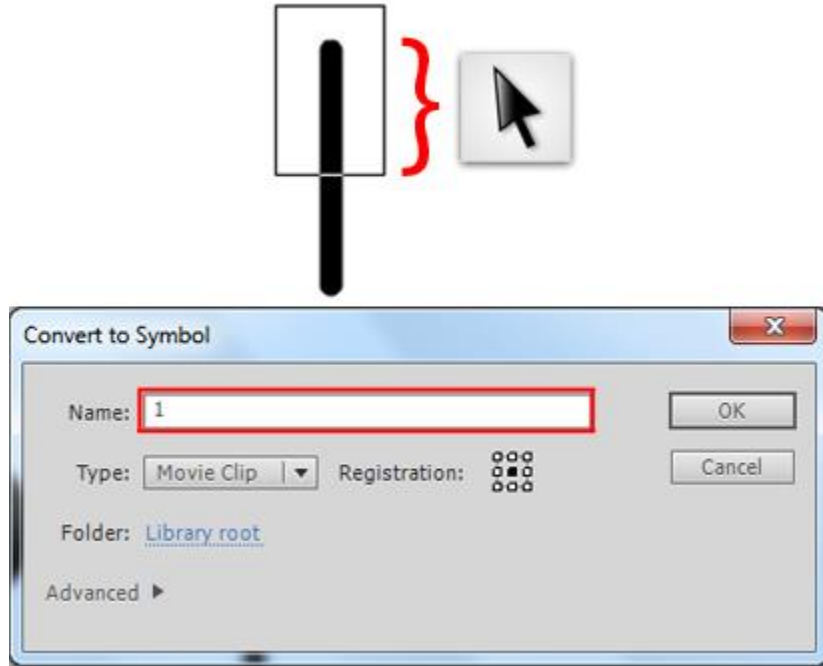 Convert to Symbol
Name: 1 OK
Type: Movie Clip Registration: Cancel
Folder: Library root
Advanced